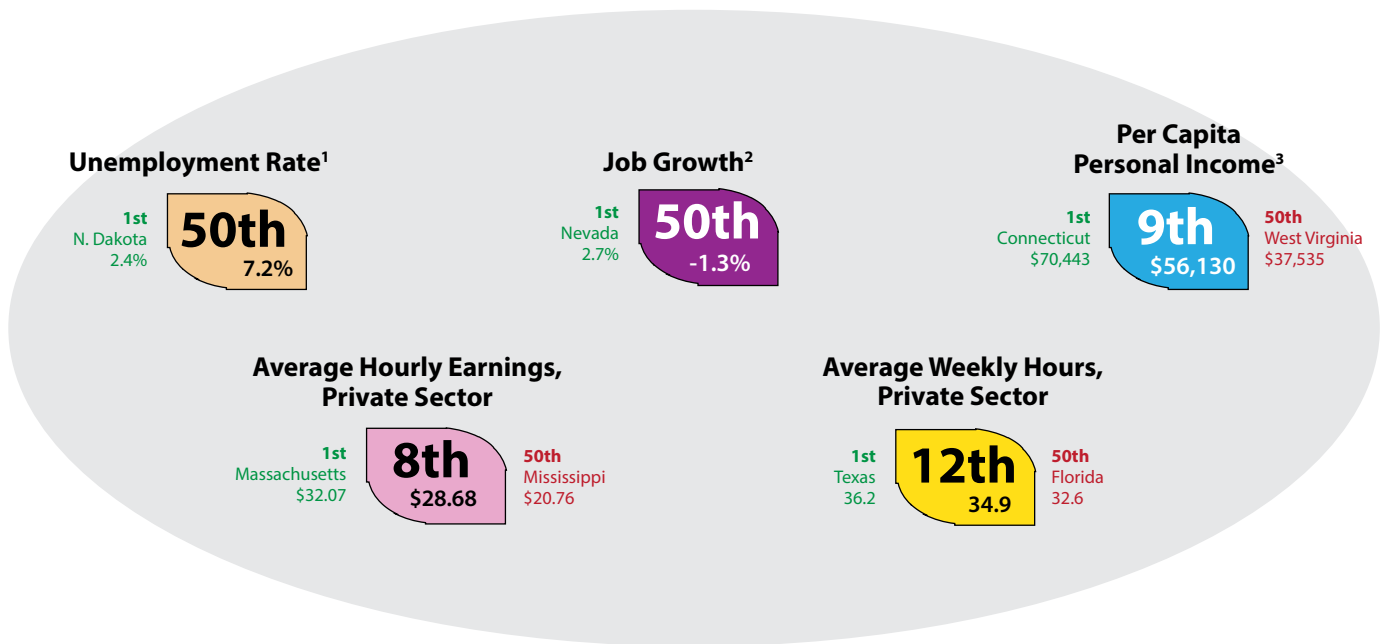 Unemployment Rate¹
1st
N. Dakota
2.4%
50th
7.2%
Job Growth²
1st
Nevada
2.7%
50th
-1.3%
Per Capita
Personal Income³
1st
Connecticut
$70,443
9th
$56,130
50th
West Virginia
$37,535
Average Hourly Earnings,
Private Sector
1st
Massachusetts
$32.07
8th
$28.68
50th
Mississippi
$20.76
Average Weekly Hours,
Private Sector
1st
Texas
36.2
12th
34.9
50th
Florida
32.6